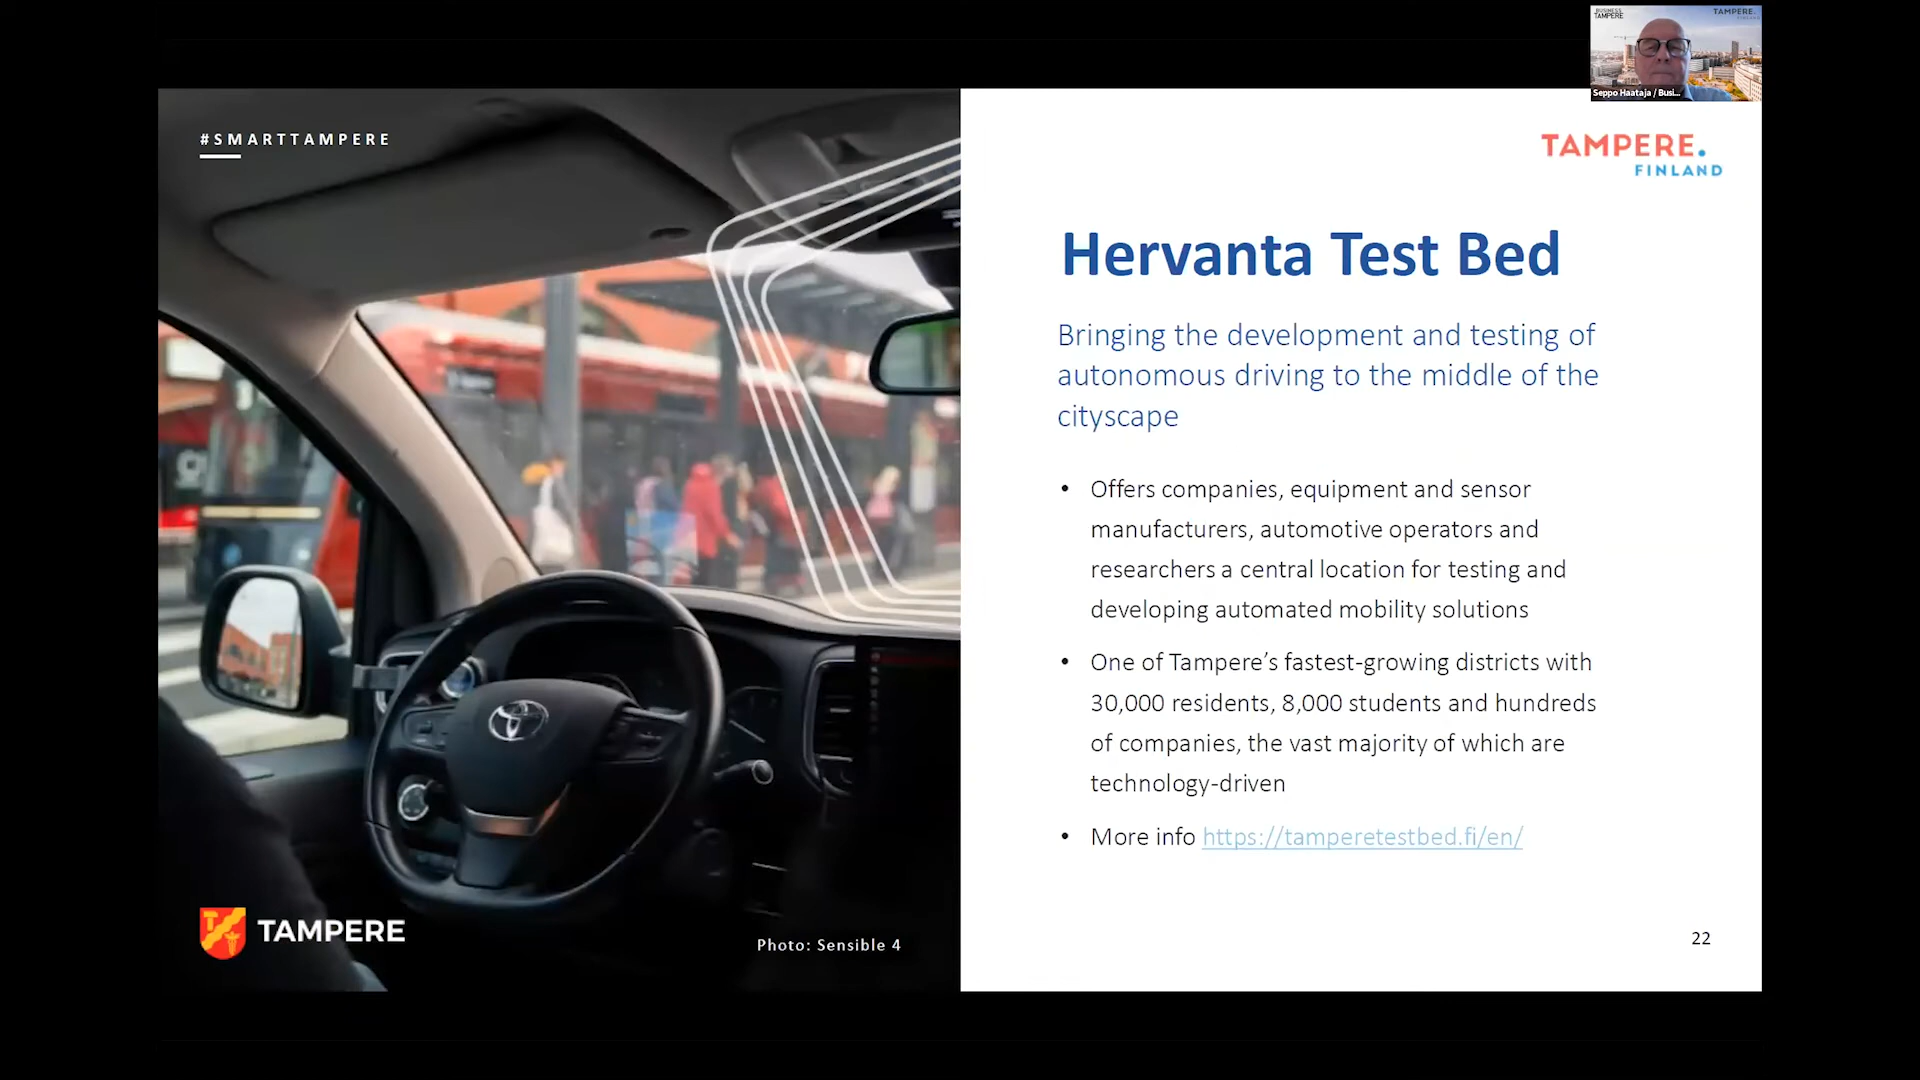 BUSINESS
TAMPERE
TAMPERE.
FINLAND
Seppo Haataja / Busi...
#SMARTTAMPERE
TAMPERE.
FINLAND
Hervanta Test Bed
Bringing the development and testing of
autonomous driving to the middle of the
cityscape
• Offers companies, equipment and sensor
manufacturers, automotive operators and
researchers a central location for testing and
developing automated mobility solutions
• One of Tampere’s fastest-growing districts with
30,000 residents, 8,000 students and hundreds
of companies, the vast majority of which are
technology-driven
• More info https://tamperetestbed.fi/en/
TAMPERE
Photo: Sensible 4
22